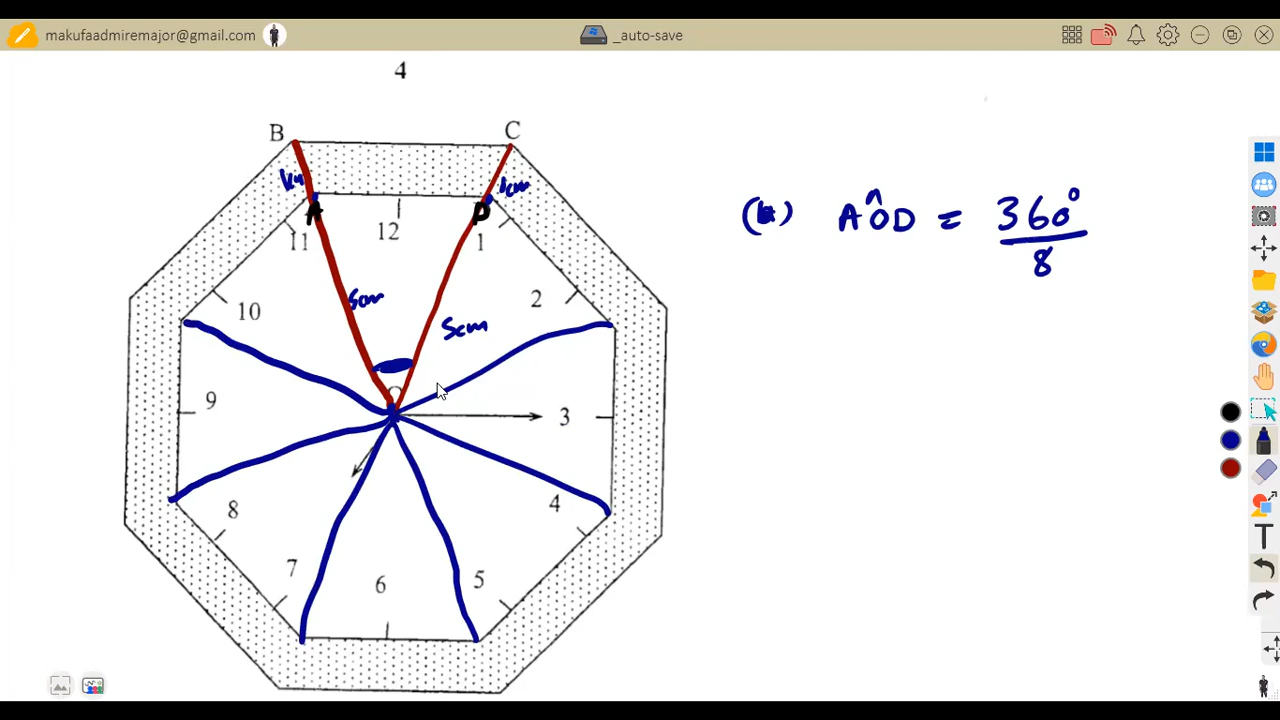 makufaadmiremajor@gmail.com
_auto-save
4
B
C
1cm
A
D
11
12
1
10
2
5cm
5cm
O
9
3
8
4
7
6
5
AÔD = 360°
8
T